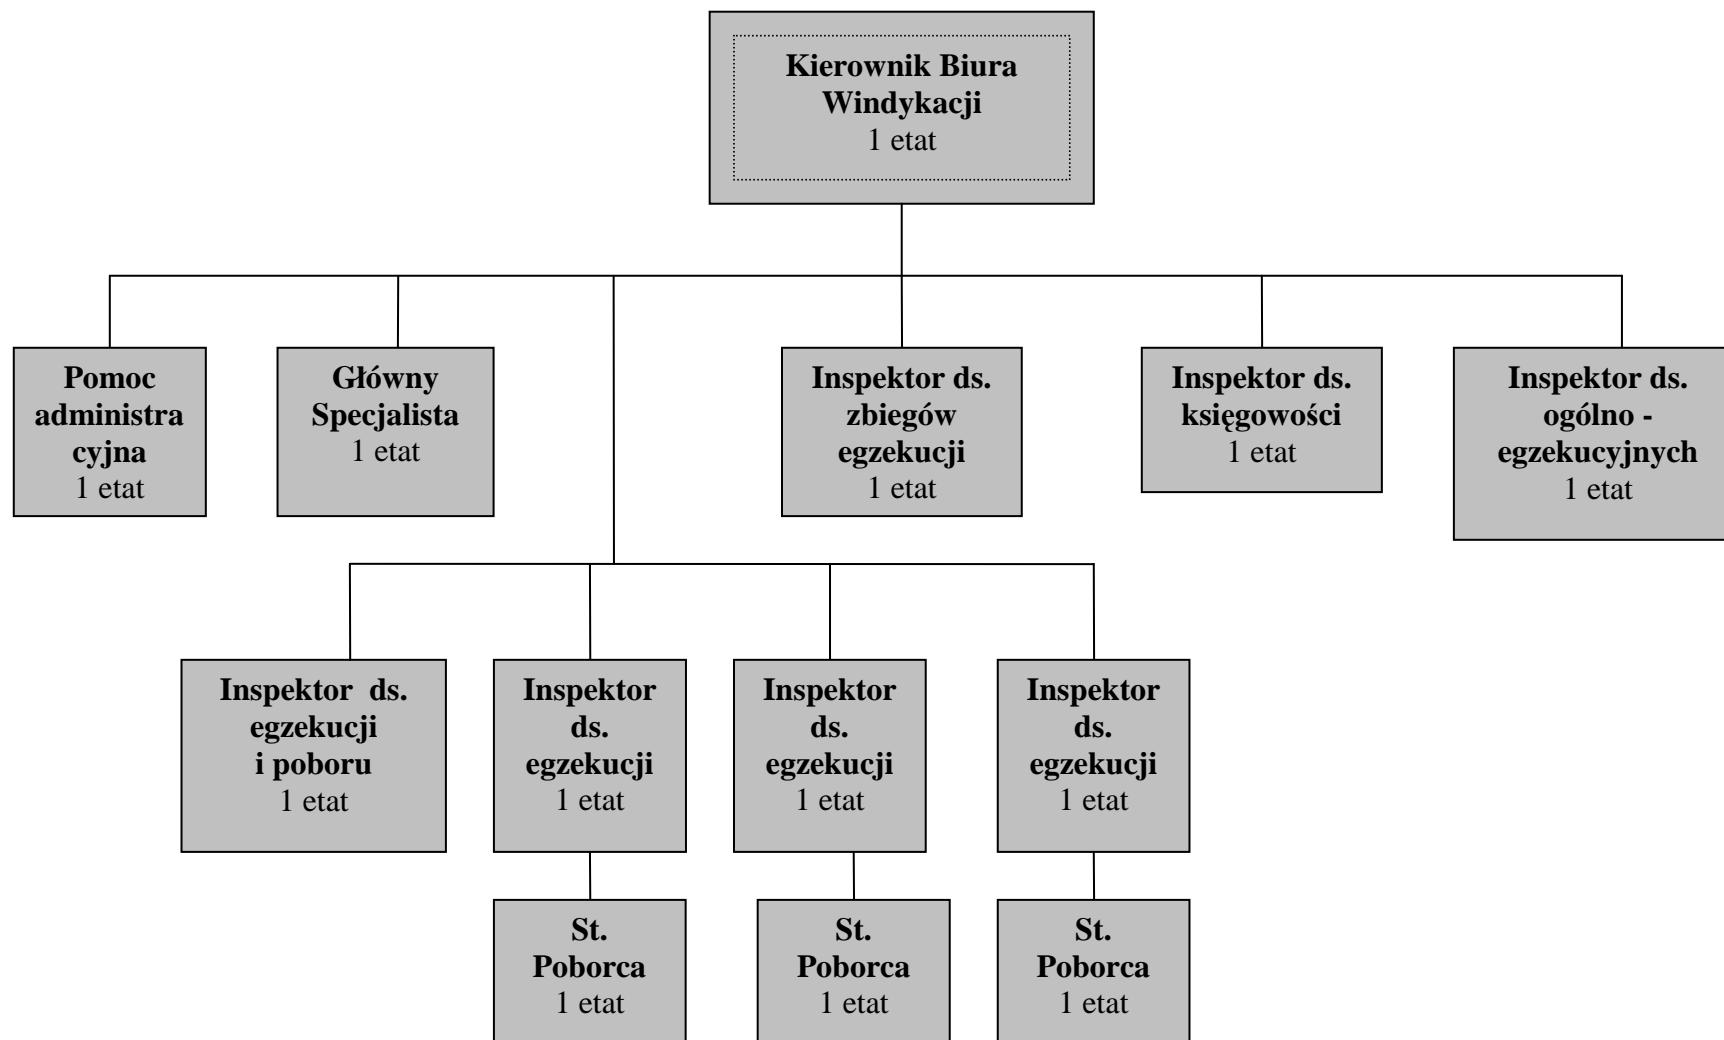 Kierownik Biura
Windykacji
1 etat
Pomoc
administra
cyjna
1 etat
Główny
Specjalista
1 etat
Inspektor ds.
zbiegów
egzekucji
1 etat
Inspektor ds.
księgowości
1 etat
Inspektor ds.
ogólno -
egzekucyjnych
1 etat
Inspektor  ds.
egzekucji
i poboru
1 etat
Inspektor
ds.
egzekucji
1 etat
Inspektor
ds.
egzekucji
1 etat
Inspektor
ds.
egzekucji
1 etat
St.
Poborca
1 etat
St.
Poborca
1 etat
St.
Poborca
1 etat